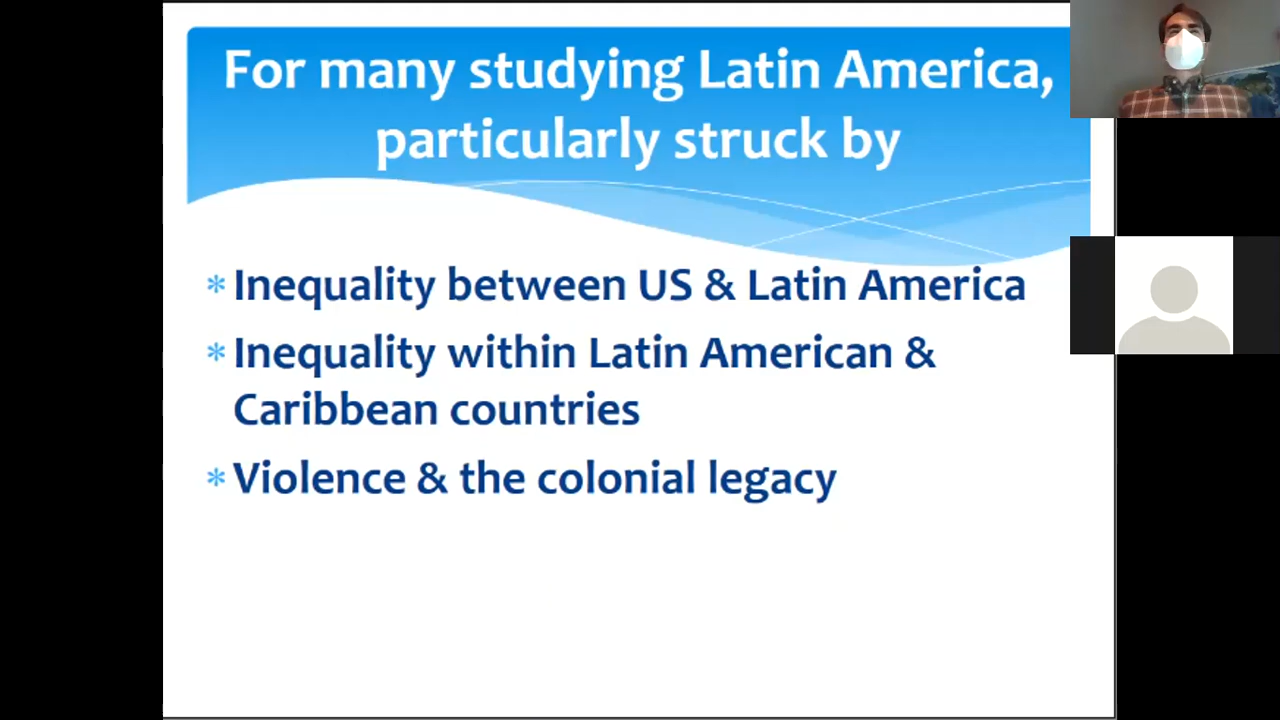 For many studying Latin America,
particularly struck by
* Inequality between US & Latin America
* Inequality within Latin American &
Caribbean countries
* Violence & the colonial legacy